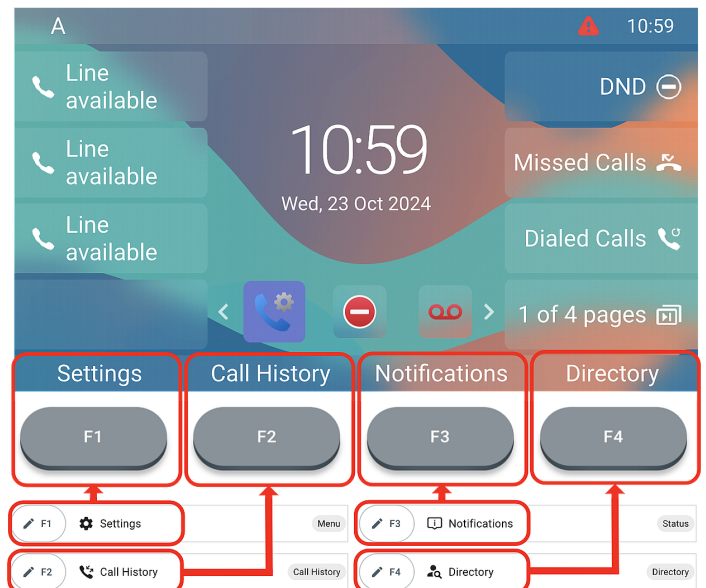 A
10:59
Line
available
DND
Line
available
10:59
Wed, 23 Oct 2024
Missed Calls
Line
available
Dialed Calls
1 of 4 pages
Settings
Call History
Notifications
Directory
F1
F2
F3
F4
F1 Settings Menu
F3 Notifications Status
F2 Call History Call History
F4 Directory Directory